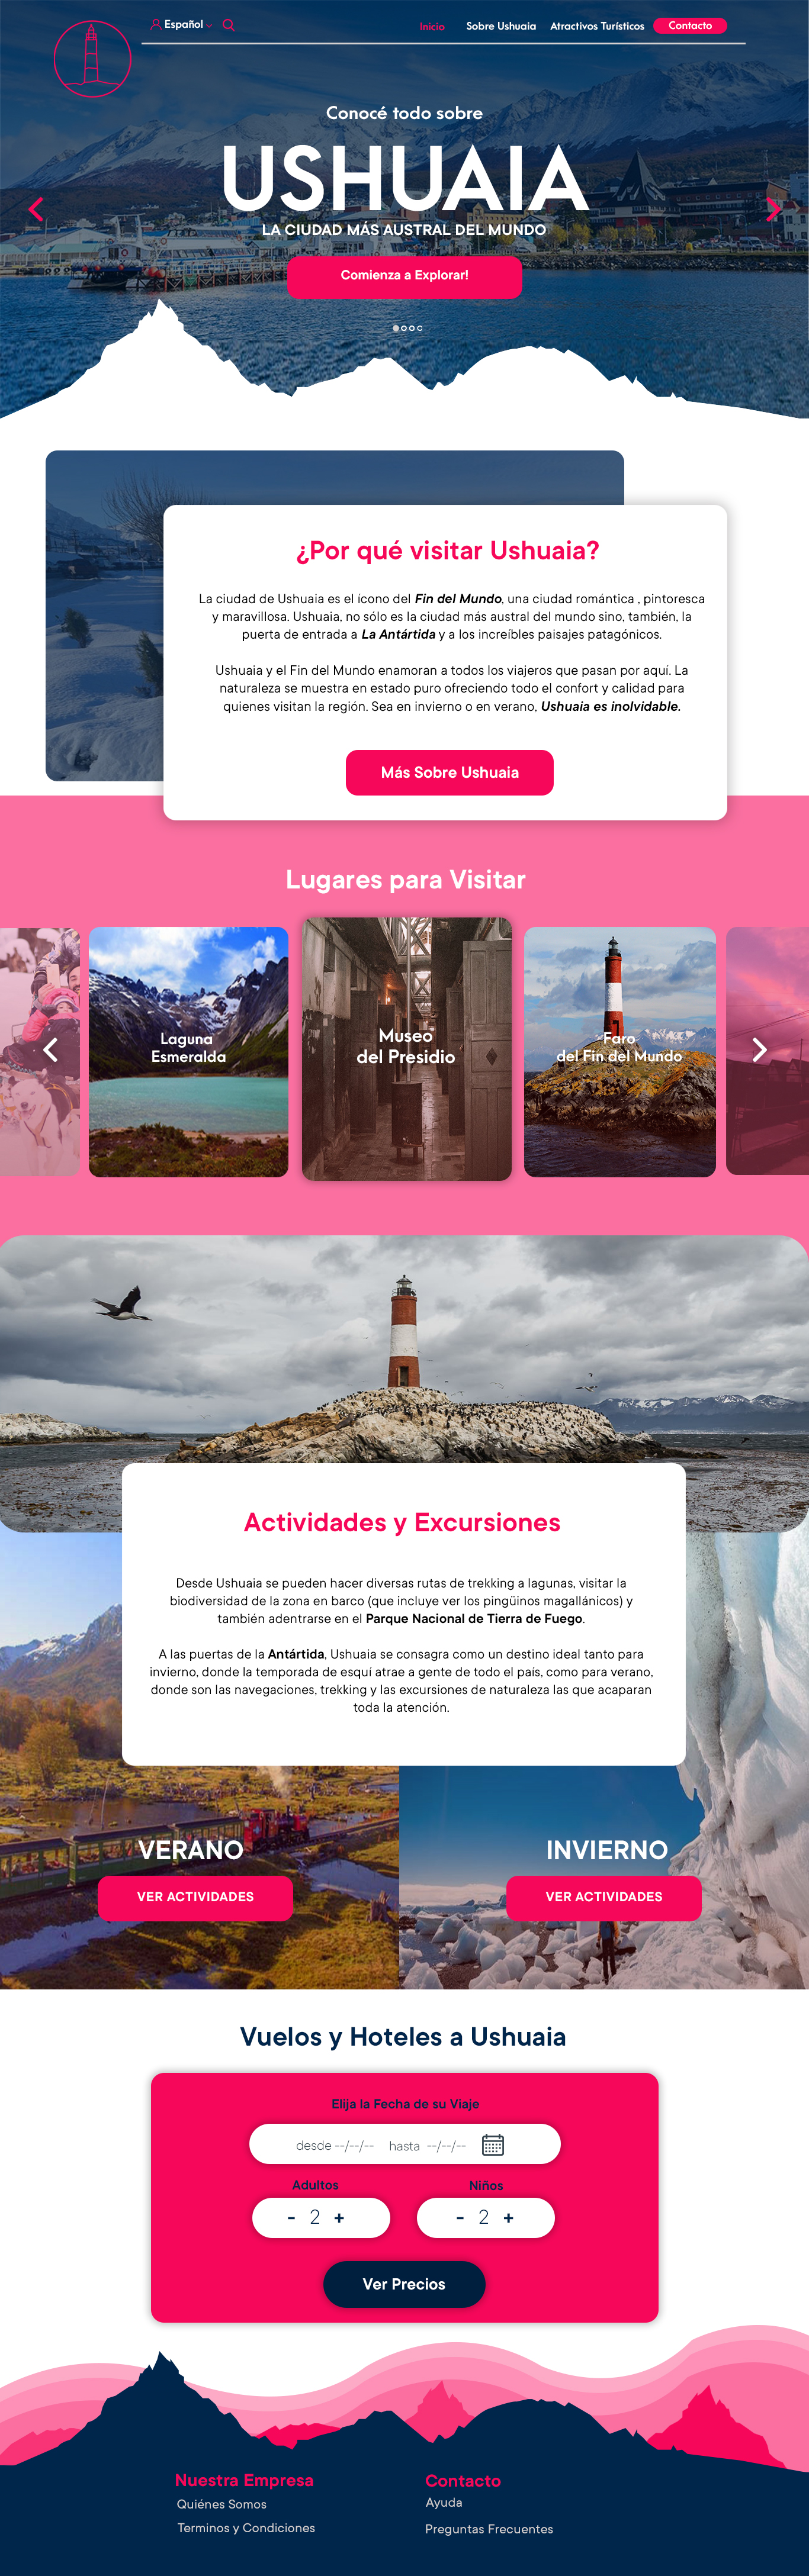 Español
Inicio
Sobre Ushuaia
Atractivos Turísticos
Contacto
Conocé todo sobre
USHUAIA
LA CIUDAD MÁS AUSTRAL DEL MUNDO
Comienza a Explorar!
¿Por qué visitar Ushuaia?
La ciudad de Ushuaia es el ícono del Fin del Mundo, una ciudad romántica , pintoresca
y maravillosa. Ushuaia, no sólo es la ciudad más austral del mundo sino, también, la
puerta de entrada a La Antártida y a los increíbles paisajes patagónicos.
Ushuaia y el Fin del Mundo enamoran a todos los viajeros que pasan por aquí. La
naturaleza se muestra en estado puro ofreciendo todo el confort y calidad para
quienes visitan la región. Sea en invierno o en verano, Ushuaia es inolvidable.
Más Sobre Ushuaia
Lugares para Visitar
Laguna
Esmeralda
Museo
del Presidio
Faro
del Fin del Mundo
Actividades y Excursiones
Desde Ushuaia se pueden hacer diversas rutas de trekking a lagunas, visitar la
biodiversidad de la zona en barco (que incluye ver los pingüinos magallánicos) y
también adentrarse en el Parque Nacional de Tierra de Fuego.
A las puertas de la Antártida, Ushuaia se consagra como un destino ideal tanto para
invierno, donde la temporada de esquí atrae a gente de todo el país, como para verano,
donde son las navegaciones, trekking y las excursiones de naturaleza las que acaparan
toda la atención.
VERANO
VER ACTIVIDADES
INVIERNO
VER ACTIVIDADES
Vuelos y Hoteles a Ushuaia
Elija la Fecha de su Viaje
desde --/--/-- hasta --/--/--
Adultos
Niños
- 2 +
- 2 +
Ver Precios
Nuestra Empresa
Quiénes Somos
Terminos y Condiciones
Contacto
Ayuda
Preguntas Frecuentes